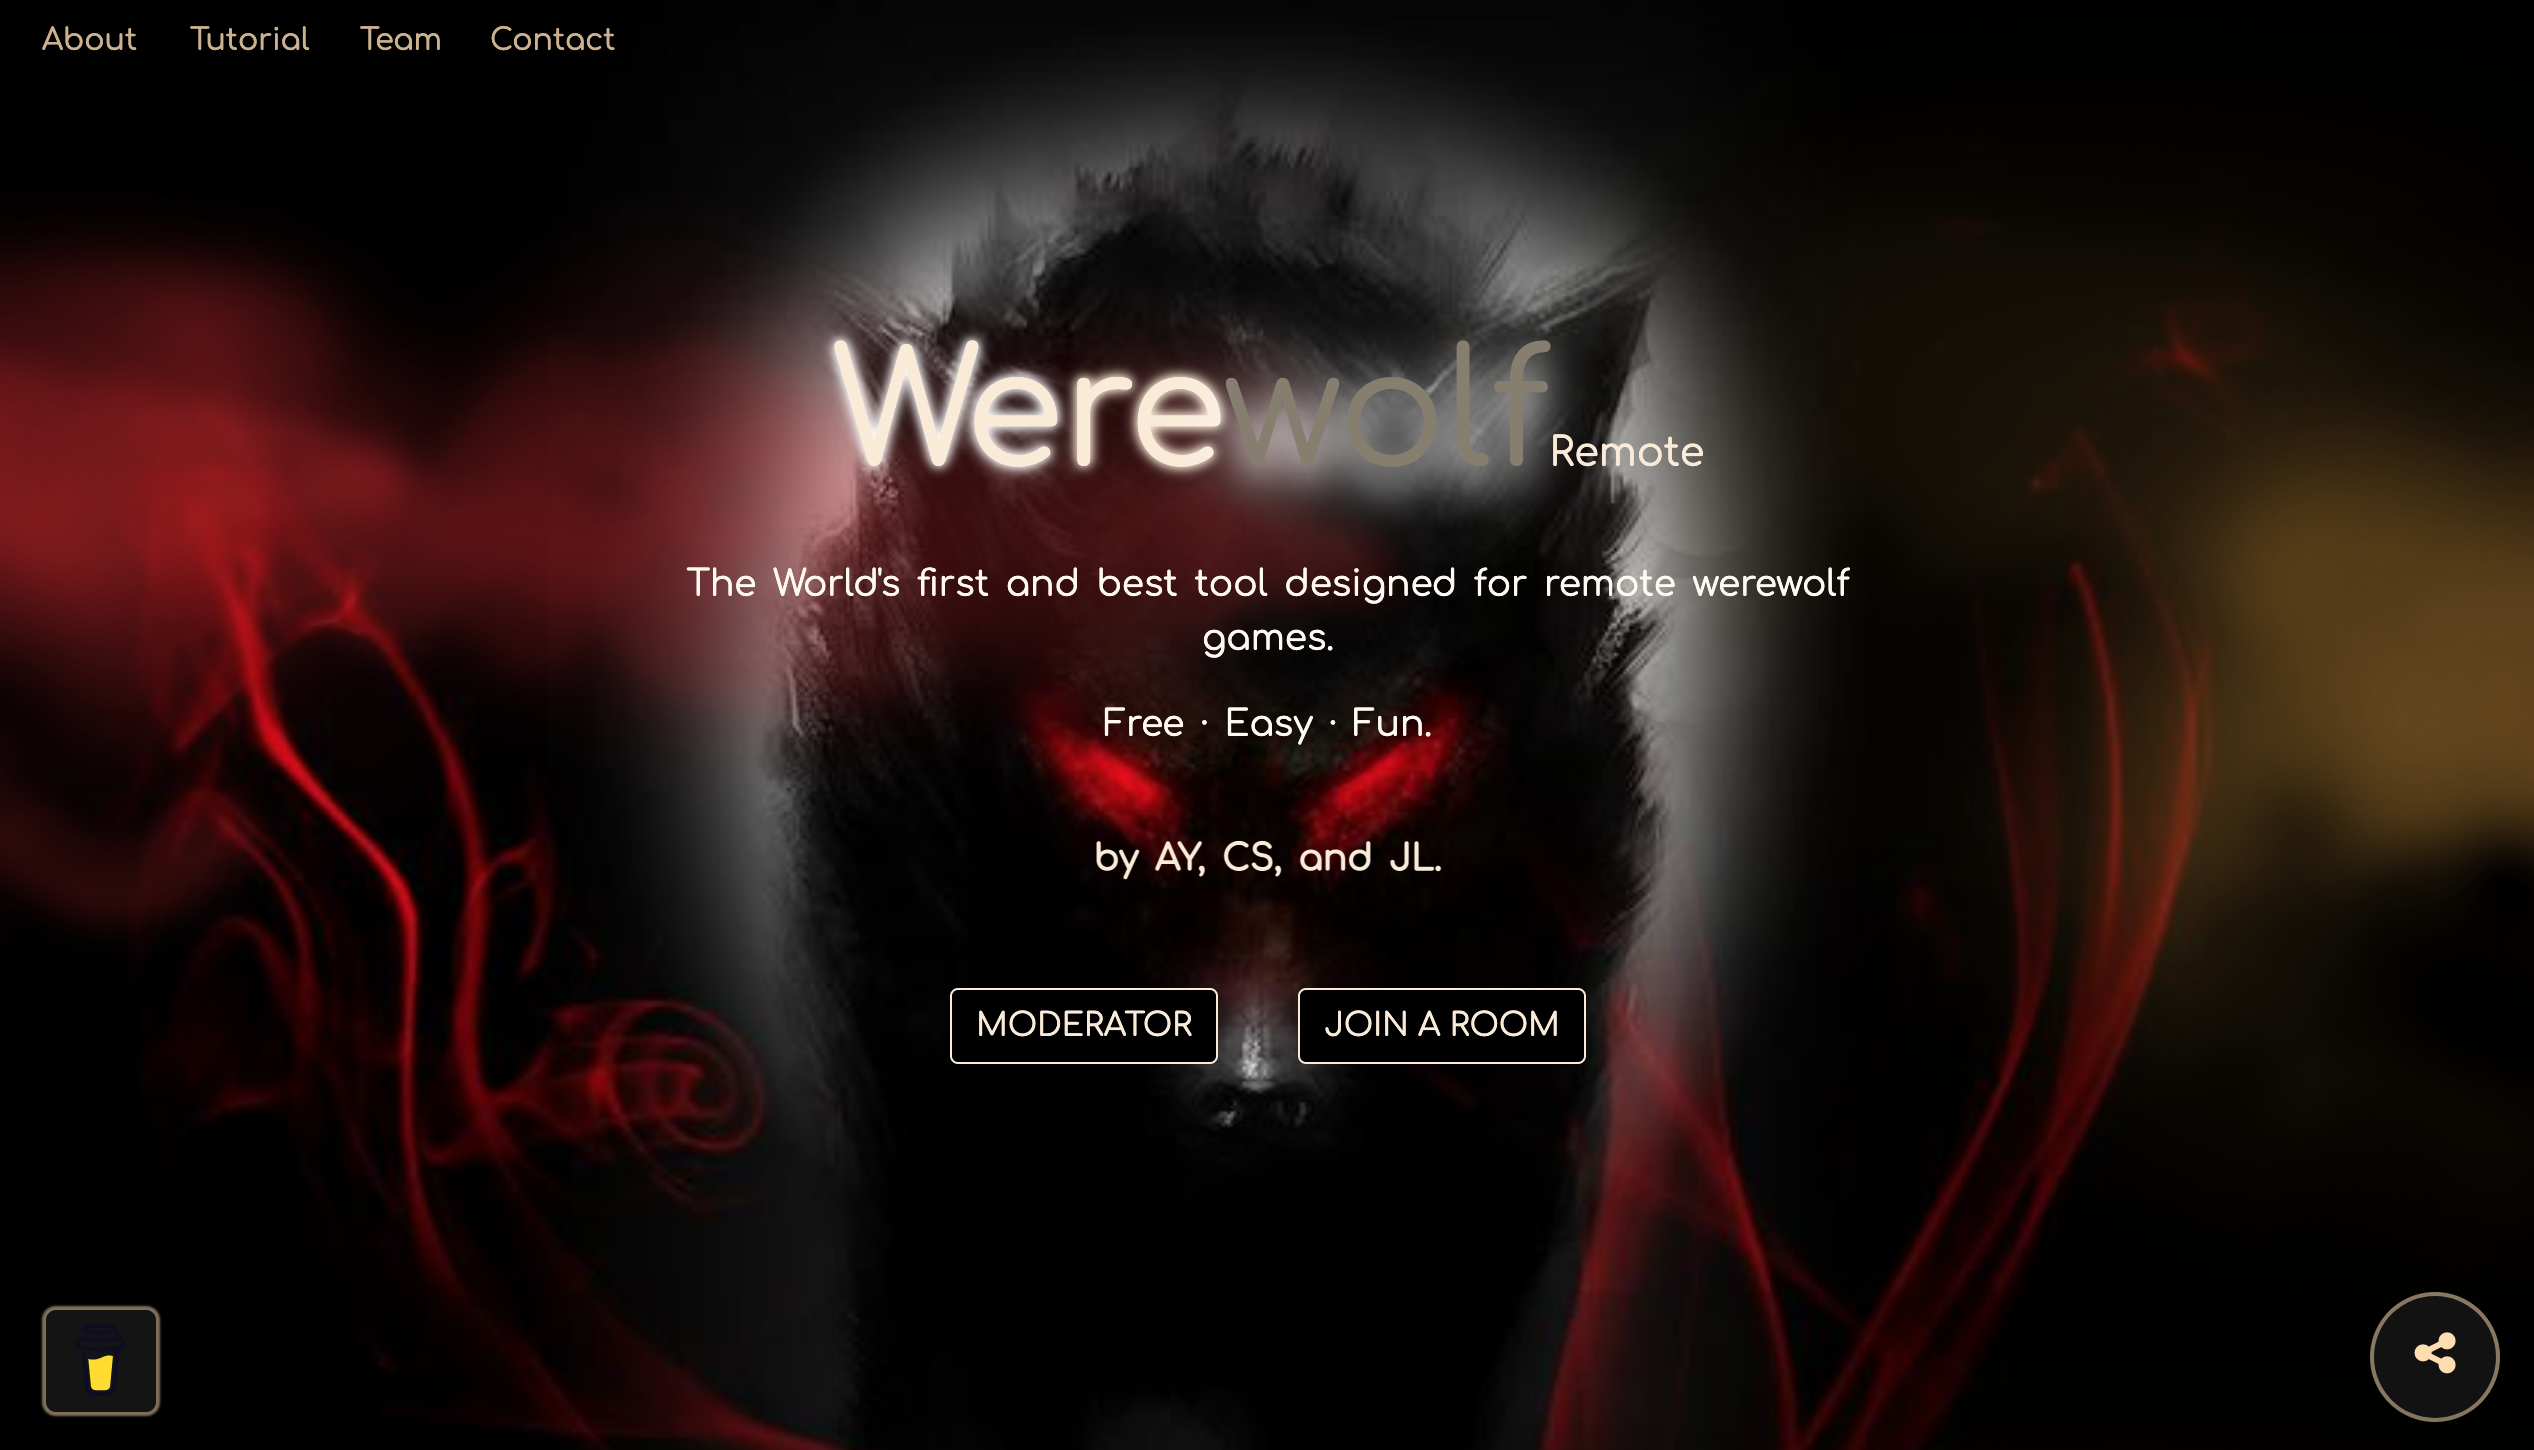 About Tutorial Team Contact
Werewolf Remote
The World's first and best tool designed for remote werewolf
games.
Free · Easy · Fun.
by AY, CS, and JL.
MODERATOR JOIN A ROOM